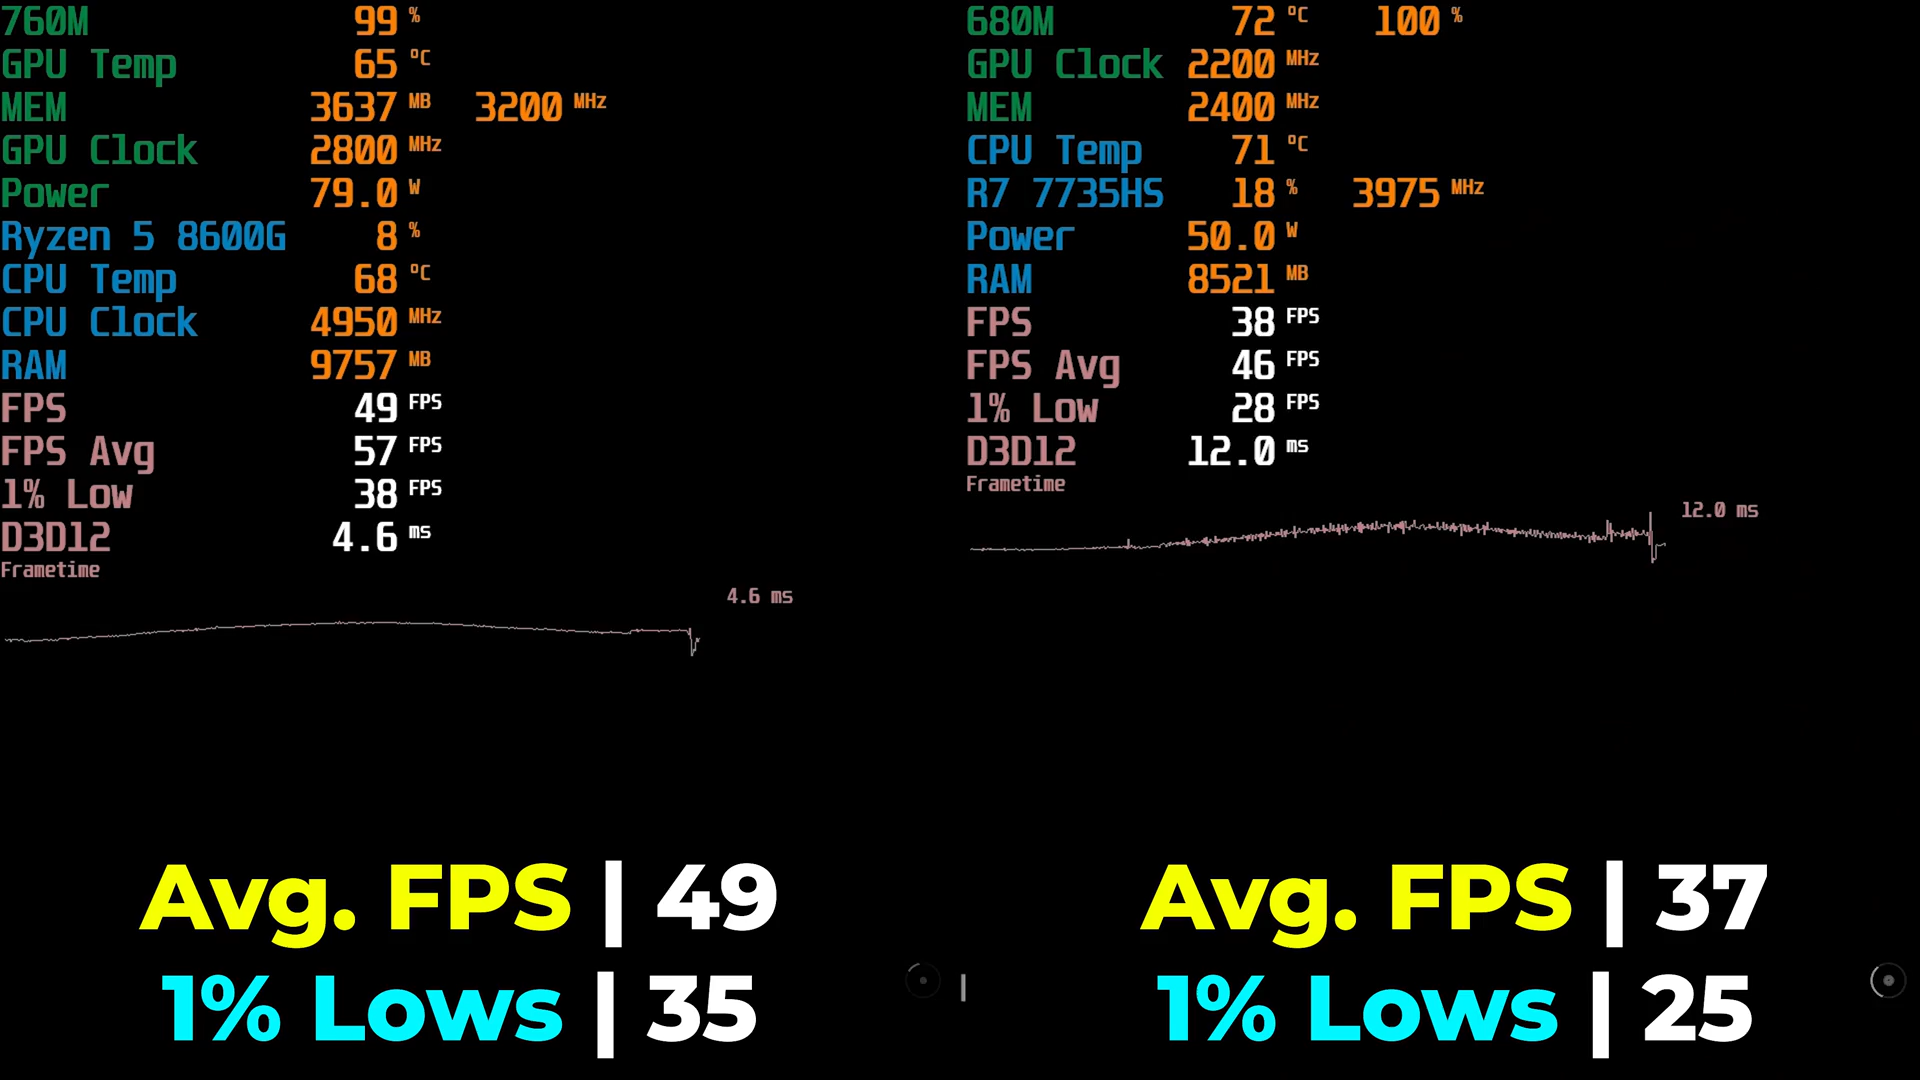 760M 99 %
GPU Temp 65 °C
MEM 3637 MB 3200 MHz
GPU Clock 2800 MHz
Power 79.0 W
Ryzen 5 8600G 8 %
CPU Temp 68 °C
CPU Clock 4950 MHz
RAM 9757 MB
FPS 49 FPS
FPS Avg 57 FPS
1% Low 38 FPS
D3D12 4.6 ms
Frametime
4.6 ms
Avg. FPS | 49
1% Lows | 35
680M 72 °C 100 %
GPU Clock 2200 MHz
MEM 2400 MHz
CPU Temp 71 °C
R7 7735HS 18 % 3975 MHz
Power 50.0 W
RAM 8521 MB
FPS 38 FPS
FPS Avg 46 FPS
1% Low 28 FPS
D3D12 12.0 ms
Frametime
12.0 ms
Avg. FPS | 37
1% Lows | 25